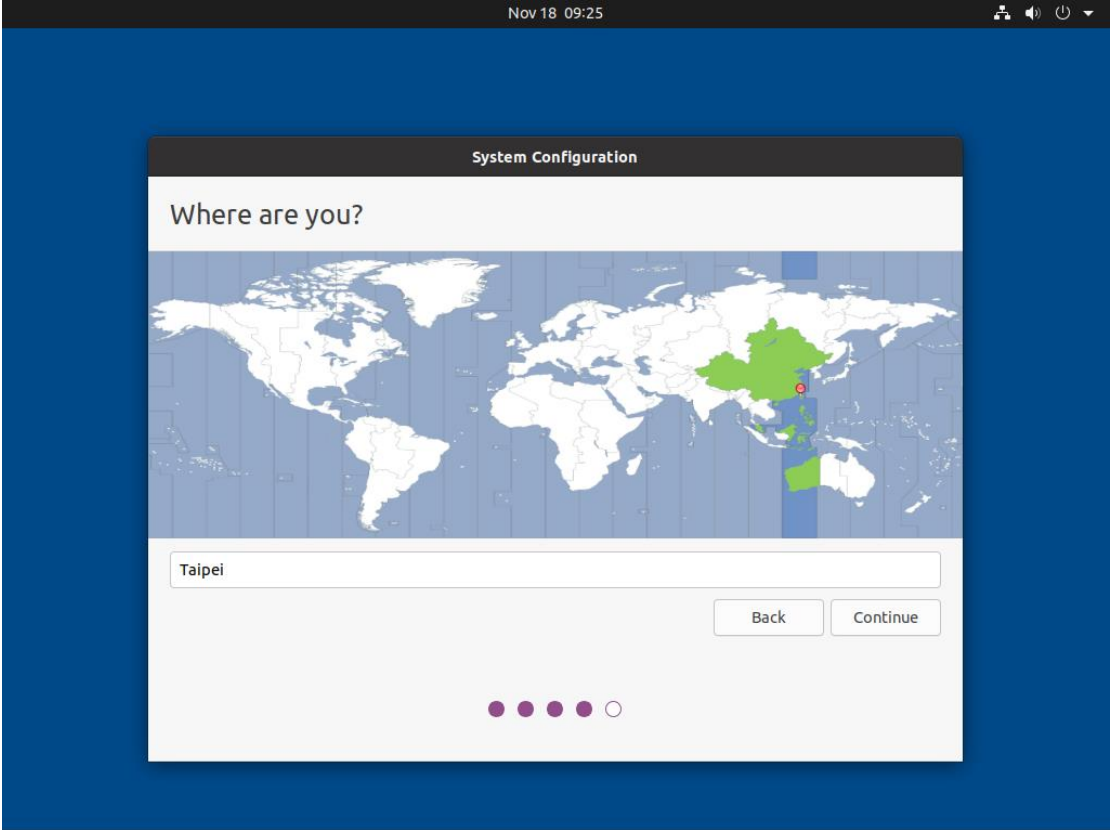 Nov 18 09:25
System Configuration
Where are you?
Taipei
Back
Continue